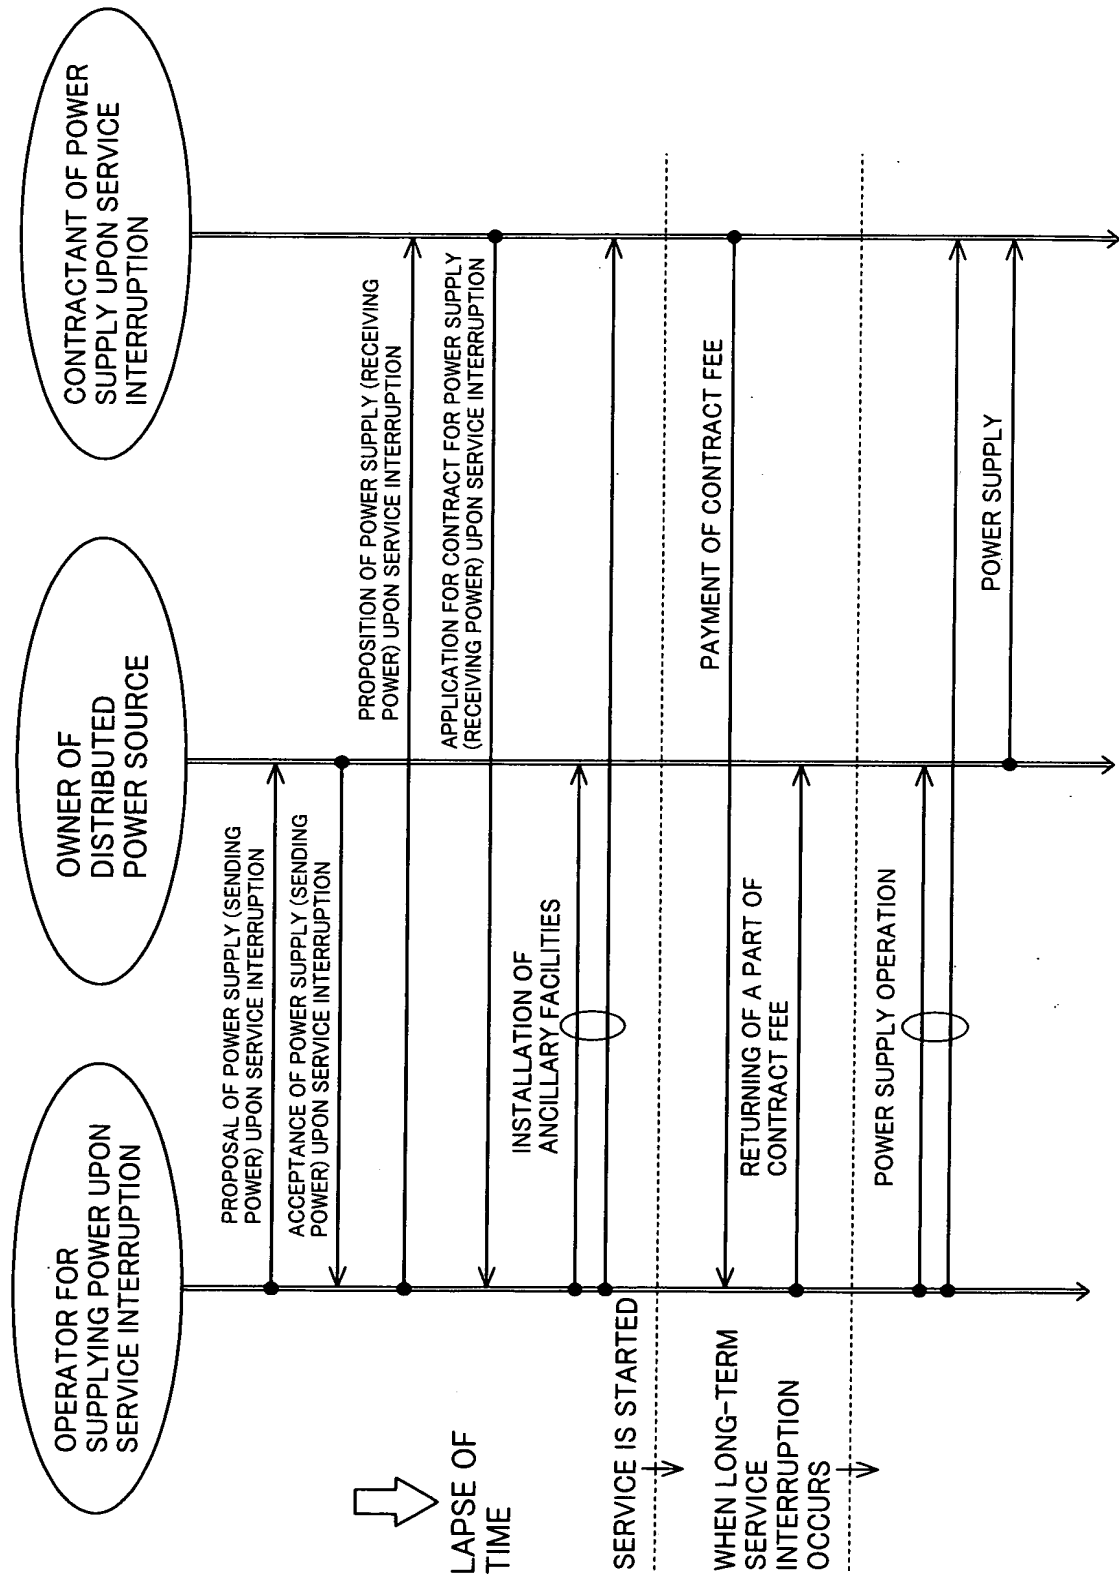 OPERATOR FOR
SUPPLYING POWER UPON
SERVICE INTERRUPTION
OWNER OF
DISTRIBUTED
POWER SOURCE
CONTRACTANT OF POWER
SUPPLY UPON SERVICE
INTERRUPTION
PROPOSAL OF POWER SUPPLY (SENDING
POWER) UPON SERVICE INTERRUPTION
ACCEPTANCE OF POWER SUPPLY (SENDING
POWER) UPON SERVICE INTERRUPTION
PROPOSITION OF POWER SUPPLY (RECEIVING
POWER) UPON SERVICE INTERRUPTION
LAPSE OF
TIME
APPLICATION FOR CONTRACT FOR POWER SUPPLY
(RECEIVING POWER) UPON SERVICE INTERRUPTION
INSTALLATION OF
ANCILLARY FACILITIES
SERVICE IS STARTED
PAYMENT OF CONTRACT FEE
RETURNING OF A PART OF
CONTRACT FEE
WHEN LONG-TERM
SERVICE
INTERRUPTION
OCCURS
POWER SUPPLY OPERATION
POWER SUPPLY